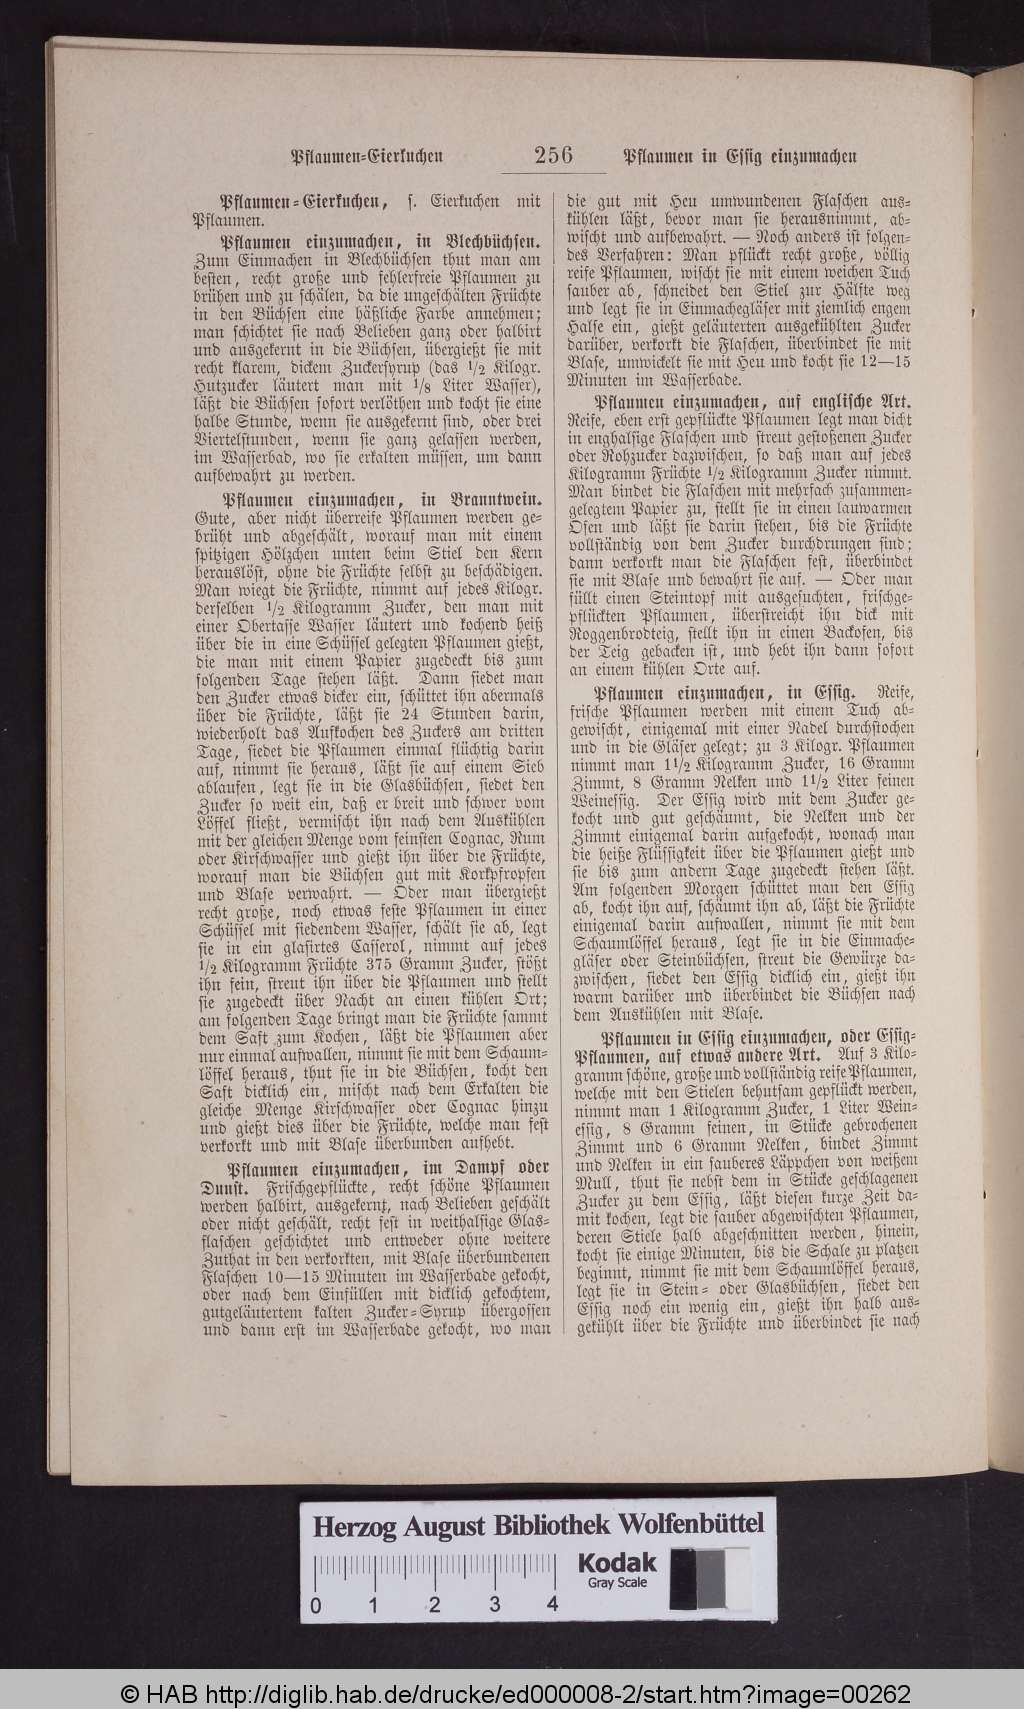 Pflaumen-Eierkuchen 256 Pflaumen in Essig einzumachen
Pflaumen-Eierkuchen, s. Eierkuchen mit
Pflaumen.
Pflaumen einzumachen, in Blechbüchsen.
Zum Einmachen in Blechbüchsen thut man am
besten, recht große und fehlerfreie Pflaumen zu
brühen und zu schälen, da die ungeschälten Früchte
in den Büchsen eine häßliche Farbe annehmen;
man schichtet sie nach Belieben ganz oder halbirt
und ausgekernt in die Büchsen, übergießt sie mit
recht klarem, dickem Zuckersyrup (das 1/2 Kilogr.
Hutzucker läutert man mit 1/8 Liter Wasser),
läßt die Büchsen sofort verlöthen und kocht sie eine
halbe Stunde, wenn sie ausgekernt sind, oder drei
Viertelstunden, wenn sie ganz gelassen werden,
im Wasserbad, wo sie erkalten müssen, um dann
aufbewahrt zu werden.
Pflaumen einzumachen, in Branntwein.
Gute, aber nicht überreife Pflaumen werden ge-
brüht und abgeschält, worauf man mit einem
spitzigen Hölzchen unten beim Stiel den Kern
herauslöst, ohne die Früchte selbst zu beschädigen.
Man wiegt die Früchte, nimmt auf jedes Kilogr.
derselben 1/2 Kilogramm Zucker, den man mit
einer Obertasse Wasser läutert und kochend heiß
über die in eine Schüssel gelegten Pflaumen gießt,
die man mit einem Papier zugedeckt bis zum
folgenden Tage stehen läßt. Dann siedet man
den Zucker etwas dicker ein, schüttet ihn abermals
über die Früchte, läßt sie 24 Stunden darin,
wiederholt das Aufkochen des Zuckers am dritten
Tage, siedet die Pflaumen einmal flüchtig darin
auf, nimmt sie heraus, läßt sie auf einem Sieb
ablaufen, legt sie in die Glasbüchsen, siedet den
Zucker so weit ein, daß er breit und schwer vom
Löffel fließt, vermischt ihn nach dem Auskühlen
mit der gleichen Menge vom feinsten Cognac, Rum
oder Kirschwasser und gießt ihn über die Früchte,
worauf man die Büchsen gut mit Korkpfropfen
und Blase verwahrt. — Oder man übergießt
recht große, noch etwas feste Pflaumen in einer
Schüssel mit siedendem Wasser, schält sie ab, legt
sie in ein glasirtes Casserol, nimmt auf jedes
1/2 Kilogramm Früchte 375 Gramm Zucker, stößt
ihn fein, streut ihn über die Pflaumen und stellt
sie zugedeckt über Nacht an einen kühlen Ort;
am folgenden Tage bringt man die Früchte sammt
dem Saft zum Kochen, läßt die Pflaumen aber
nur einmal aufwallen, nimmt sie mit dem Schaum-
löffel heraus, thut sie in die Büchsen, kocht den
Saft dicklich ein, mischt nach dem Erkalten die
gleiche Menge Kirschwasser oder Cognac hinzu
und gießt dies über die Früchte, welche man fest
verkorkt und mit Blase überbunden aufhebt.
Pflaumen einzumachen, im Dampf oder
Dunst. Frischgepflückte, recht schöne Pflaumen
werden halbirt, ausgekernt, nach Belieben geschält
oder nicht geschält, recht fest in weithalsige Glas-
flaschen geschichtet und entweder ohne weitere
Zuthat in den verkorkten, mit Blase überbundenen
Flaschen 10—15 Minuten im Wasserbade gekocht,
oder nach dem Einfüllen mit dicklich gekochtem,
gutgeläutertem kalten Zucker-Syrup übergossen
und dann erst im Wasserbade gekocht, wo man
die gut mit Heu umwundenen Flaschen aus-
kühlen läßt, bevor man sie herausnimmt, ab-
wischt und aufbewahrt. — Noch anders ist folgen-
des Verfahren: Man pflückt recht große, völlig
reife Pflaumen, wischt sie mit einem weichen Tuch
sauber ab, schneidet den Stiel zur Hälfte weg
und legt sie in Einmachegläser mit ziemlich engem
Halse ein, gießt geläuterten ausgekühlten Zucker
darüber, verkorkt die Flaschen, überbindet sie mit
Blase, umwickelt sie mit Heu und kocht sie 12—15
Minuten im Wasserbade.
Pflaumen einzumachen, auf englische Art.
Reife, eben erst gepflückte Pflaumen legt man dicht
in enghalsige Flaschen und streut gestoßenen Zucker
oder Rohzucker dazwischen, so daß man auf jedes
Kilogramm Früchte 1/2 Kilogramm Zucker nimmt.
Man bindet die Flaschen mit mehrfach zusammen-
gelegtem Papier zu, stellt sie in einen lauwarmen
Ofen und läßt sie darin stehen, bis die Früchte
vollständig von dem Zucker durchdrungen sind;
dann verkorkt man die Flaschen fest, überbindet
sie mit Blase und bewahrt sie auf. — Oder man
füllt einen Steintopf mit ausgesuchten, frischge-
pflückten Pflaumen, überstreicht ihn dick mit
Roggenbrodteig, stellt ihn in einen Backofen, bis
der Teig gebacken ist, und hebt ihn dann sofort
an einem kühlen Orte auf.
Pflaumen einzumachen, in Essig. Reife,
frische Pflaumen werden mit einem Tuch ab-
gewischt, einigemal mit einer Nadel durchstochen
und in die Gläser gelegt; zu 3 Kilogr. Pflaumen
nimmt man 1 1/2 Kilogramm Zucker, 16 Gramm
Zimmt, 8 Gramm Nelken und 1 1/2 Liter feinen
Weinessig. Der Essig wird mit dem Zucker ge-
kocht und gut geschäumt, die Nelken und der
Zimmt einigemal darin aufgekocht, wonach man
die heiße Flüssigkeit über die Pflaumen gießt und
sie bis zum andern Tage zugedeckt stehen läßt.
Am folgenden Morgen schüttet man den Essig
ab, kocht ihn auf, schäumt ihn ab, läßt die Früchte
einigemal darin aufwallen, nimmt sie mit dem
Schaumlöffel heraus, legt sie in die Einmache-
gläser oder Steinbüchsen, streut die Gewürze da-
zwischen, siedet den Essig dicklich ein, gießt ihn
warm darüber und überbindet die Büchsen nach
dem Auskühlen mit Blase.
Pflaumen in Essig einzumachen, oder Essig-
Pflaumen, auf etwas andere Art. Auf 3 Kilo-
gramm schöne, große und vollständig reife Pflaumen,
welche mit den Stielen behutsam gepflückt werden,
nimmt man 1 Kilogramm Zucker, 1 Liter Wein-
essig, 8 Gramm feinen, in Stücke gebrochenen
Zimmt und 6 Gramm Nelken, bindet Zimmt
und Nelken in ein sauberes Läppchen von weißem
Mull, thut sie nebst dem in Stücke geschlagenen
Zucker zu dem Essig, läßt diesen kurze Zeit da-
mit kochen, legt die sauber abgewischten Pflaumen,
deren Stiele halb abgeschnitten werden, hinein,
kocht sie einige Minuten, bis die Schale zu platzen
beginnt, nimmt sie mit dem Schaumlöffel heraus,
legt sie in Stein- oder Glasbüchsen, siedet den
Essig noch ein wenig ein, gießt ihn halb aus-
gekühlt über die Früchte und überbindet sie nach
Herzog August Bibliothek Wolfenbüttel
Kodak
Gray Scale
0 1 2 3 4
© HAB http://diglib.hab.de/drucke/ed000008-2/start.htm?image=00262